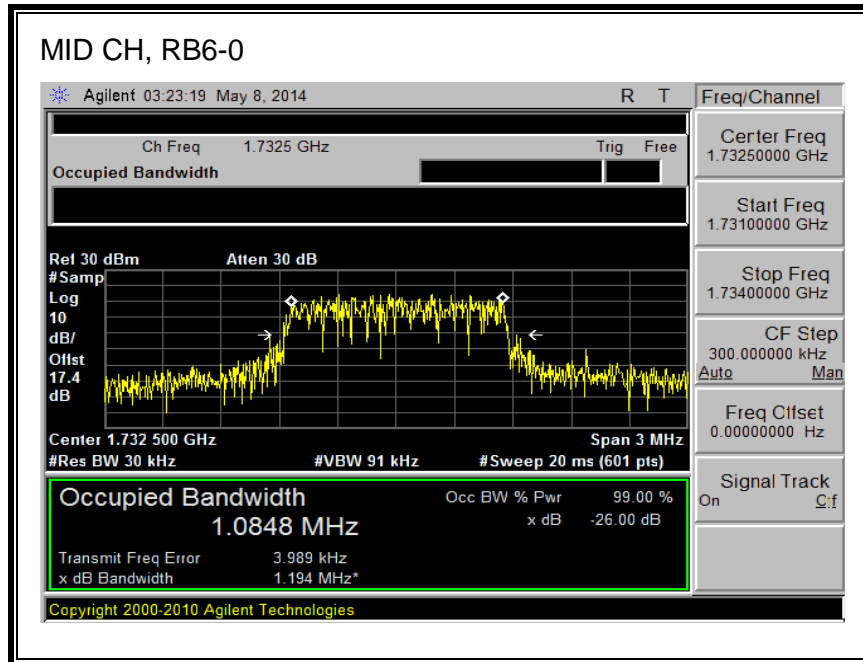 MID CH, RB6-0
Agilent 03:23:19 May 8, 2014 R T
Freq/Channel
Ch Freq 1.7325 GHz Trig Free
Occupied Bandwidth
Center Freq
1.73250000 GHz
Start Freq
1.73100000 GHz
Stop Freq
1.73400000 GHz
CF Step
300.000000 kHz
Auto Man
Freq Offset
0.00000000 Hz
Signal Track
On Off
Ref 30 dBm Atten 30 dB
#Samp
Log
10
dB/
Offst
17.4
dB
Center 1.732 500 GHz Span 3 MHz
#Res BW 30 kHz #VBW 91 kHz #Sweep 20 ms (601 pts)
Occupied Bandwidth
1.0848 MHz
Occ BW % Pwr 99.00 %
x dB -26.00 dB
Transmit Freq Error 3.989 kHz
x dB Bandwidth 1.194 MHz*
Copyright 2000-2010 Agilent Technologies